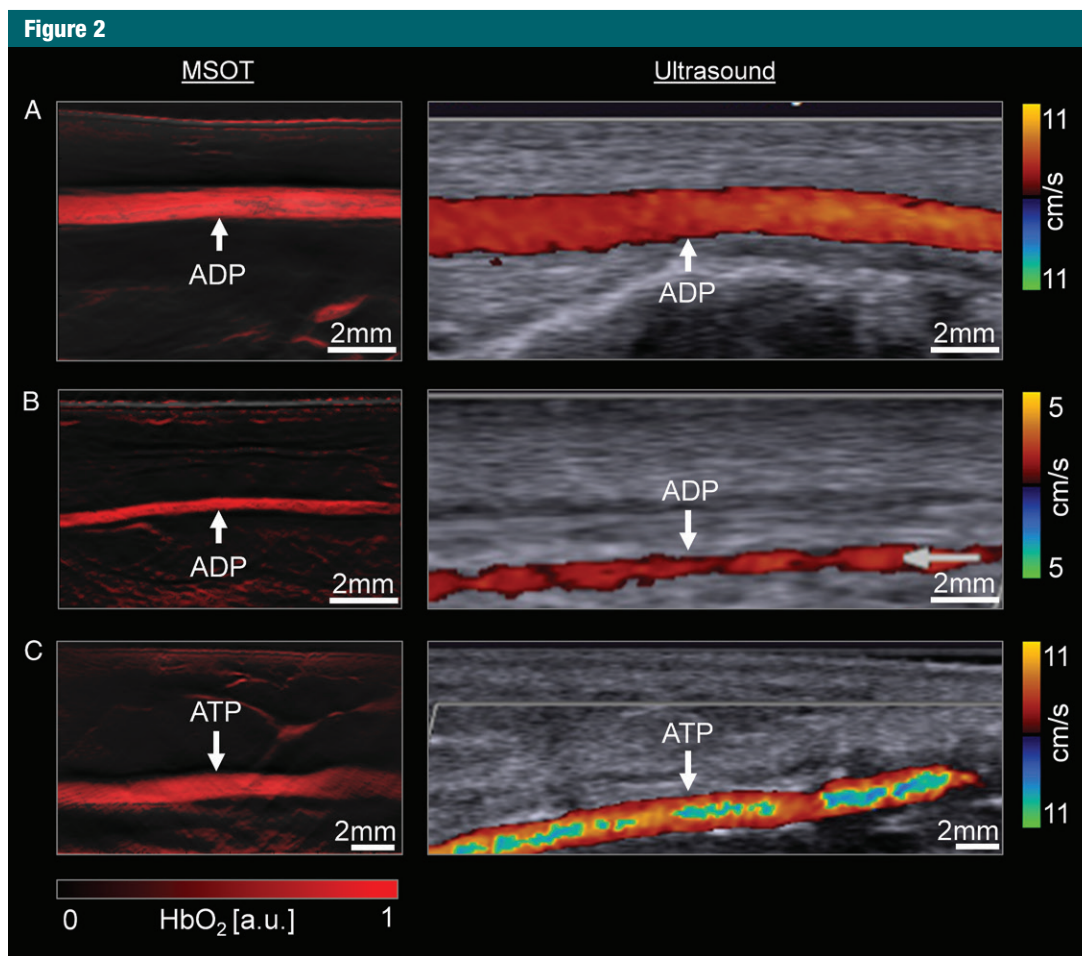 Figure 2
MSOT
Ultrasound
A
ADP
2mm
ADP
2mm
11
cm/s
11
B
ADP
2mm
ADP
2mm
5
cm/s
5
C
ATP
2mm
ATP
2mm
11
cm/s
11
0 HbO₂ [a.u.] 1